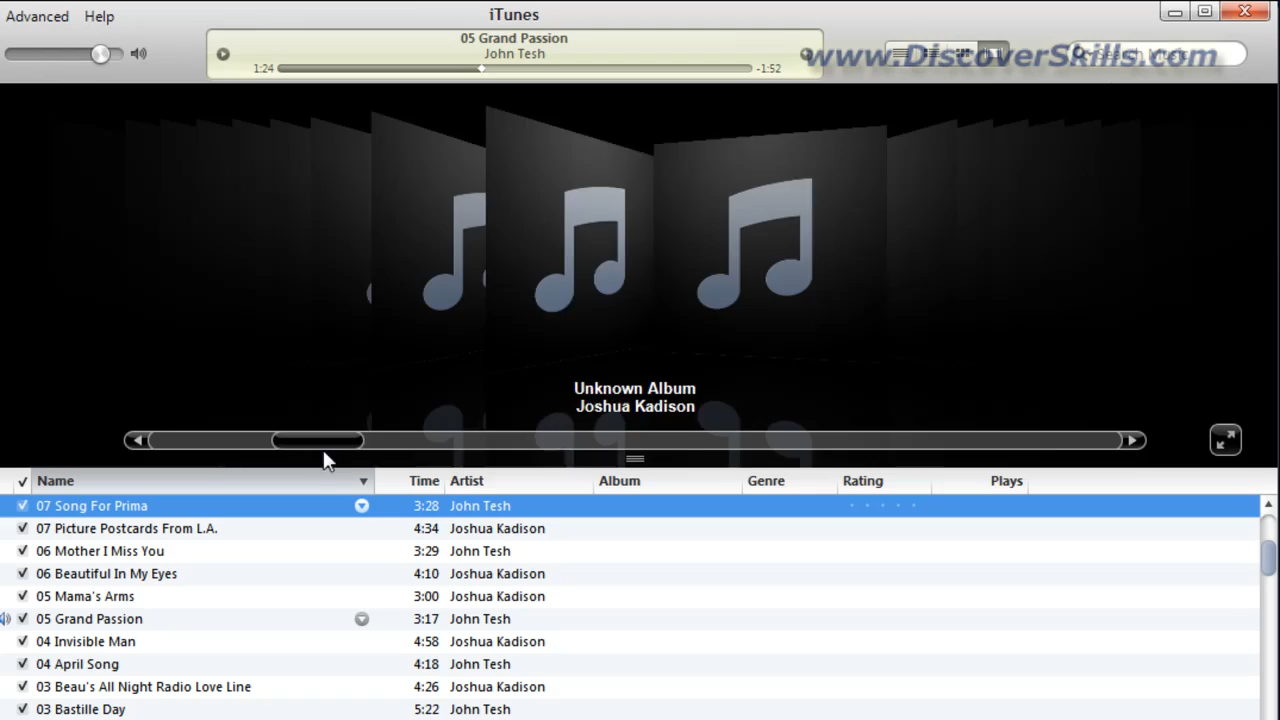 Advanced Help
iTunes
05 Grand Passion
John Tesh
1:24
-1:52
www.DiscoverSkills.com
Search Music
Unknown Album
Joshua Kadison
Name Time Artist Album Genre Rating Plays
07 Song For Prima 3:28 John Tesh
07 Picture Postcards From L.A. 4:34 Joshua Kadison
06 Mother I Miss You 3:29 John Tesh
06 Beautiful In My Eyes 4:10 Joshua Kadison
05 Mama's Arms 3:00 Joshua Kadison
05 Grand Passion 3:17 John Tesh
04 Invisible Man 4:58 Joshua Kadison
04 April Song 4:18 John Tesh
03 Beau's All Night Radio Love Line 4:26 Joshua Kadison
03 Bastille Day 5:22 John Tesh